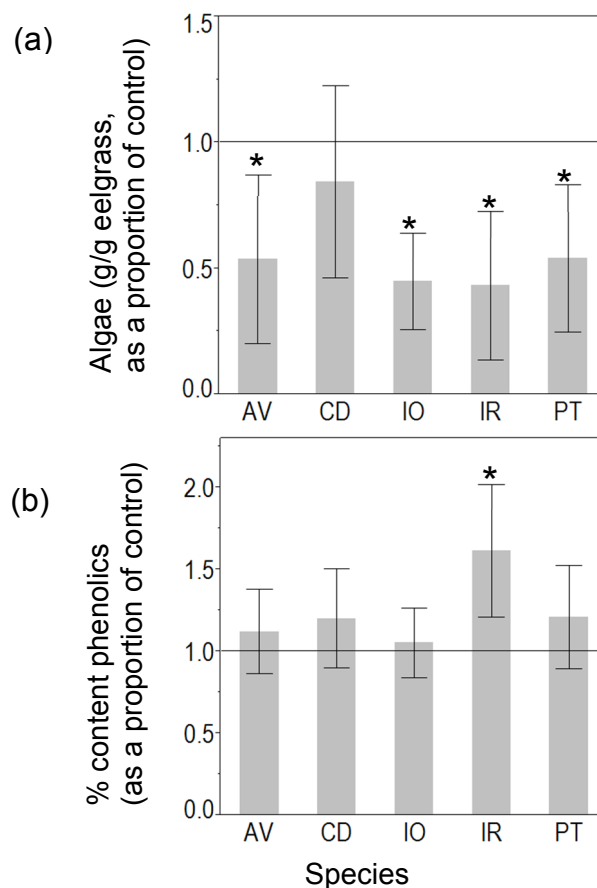 (a)
Algae (g/g eelgrass,
as a proportion of control)
1.5
1.0
0.5
0.0
*
*
*
*
AV CD IO IR PT
(b)
% content phenolics
(as a proportion of control)
2.0
1.5
1.0
0.5
0.0
*
AV CD IO IR PT
Species